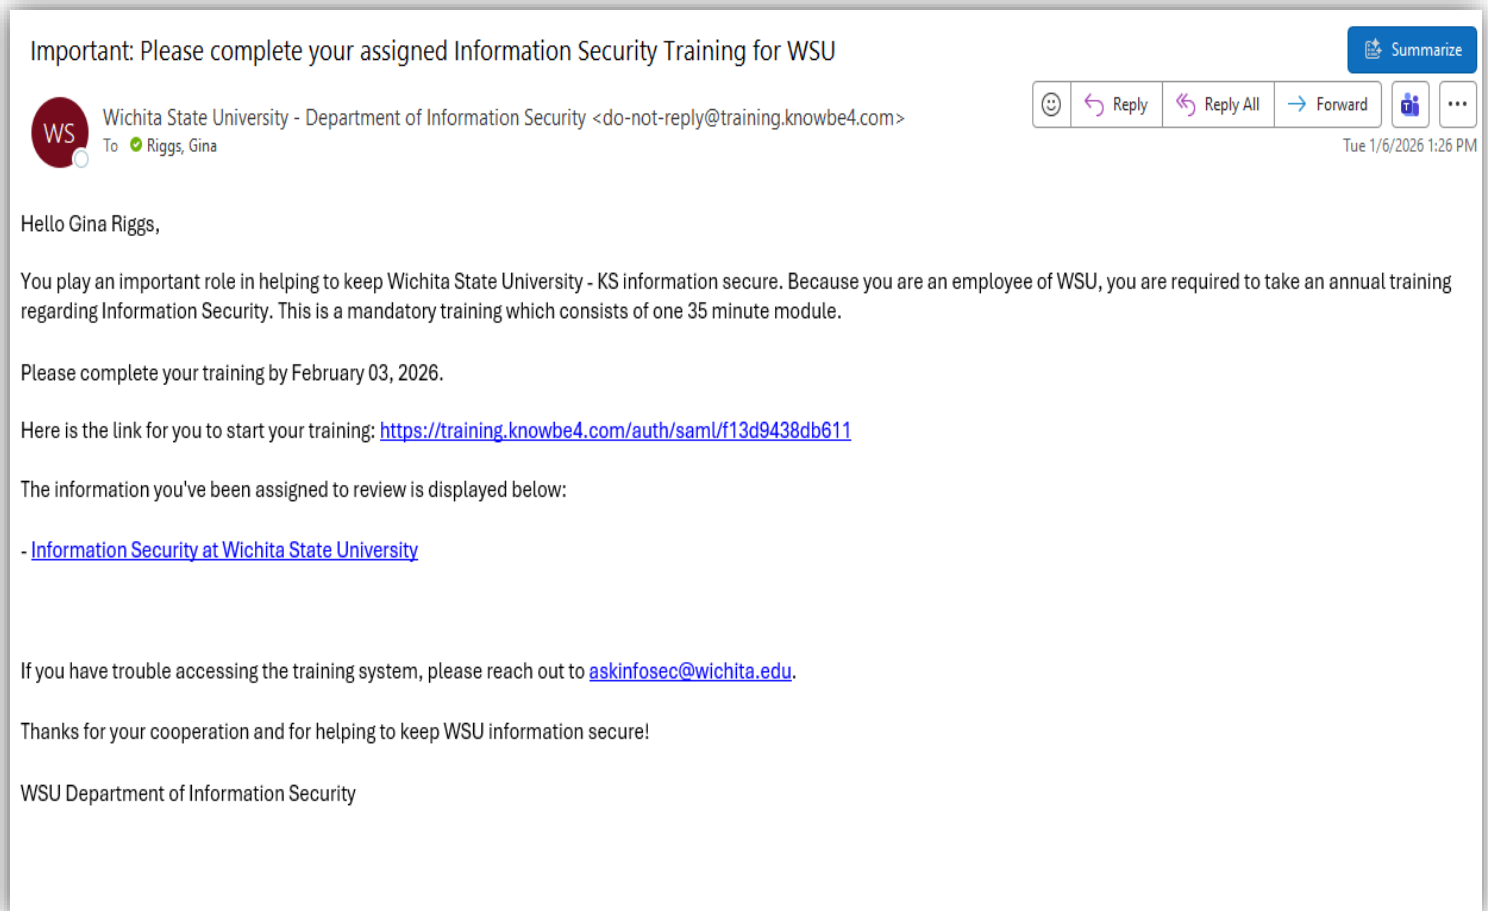 Important: Please complete your assigned Information Security Training for WSU
Summarize
WS
Wichita State University - Department of Information Security <do-not-reply@training.knowbe4.com>
Reply
Reply All
Forward
To Riggs, Gina
Tue 1/6/2026 1:26 PM
Hello Gina Riggs,
You play an important role in helping to keep Wichita State University - KS information secure. Because you are an employee of WSU, you are required to take an annual training
regarding Information Security. This is a mandatory training which consists of one 35 minute module.
Please complete your training by February 03, 2026.
Here is the link for you to start your training: https://training.knowbe4.com/auth/saml/f13d9438db611
The information you've been assigned to review is displayed below:
- Information Security at Wichita State University
If you have trouble accessing the training system, please reach out to askinfosec@wichita.edu.
Thanks for your cooperation and for helping to keep WSU information secure!
WSU Department of Information Security